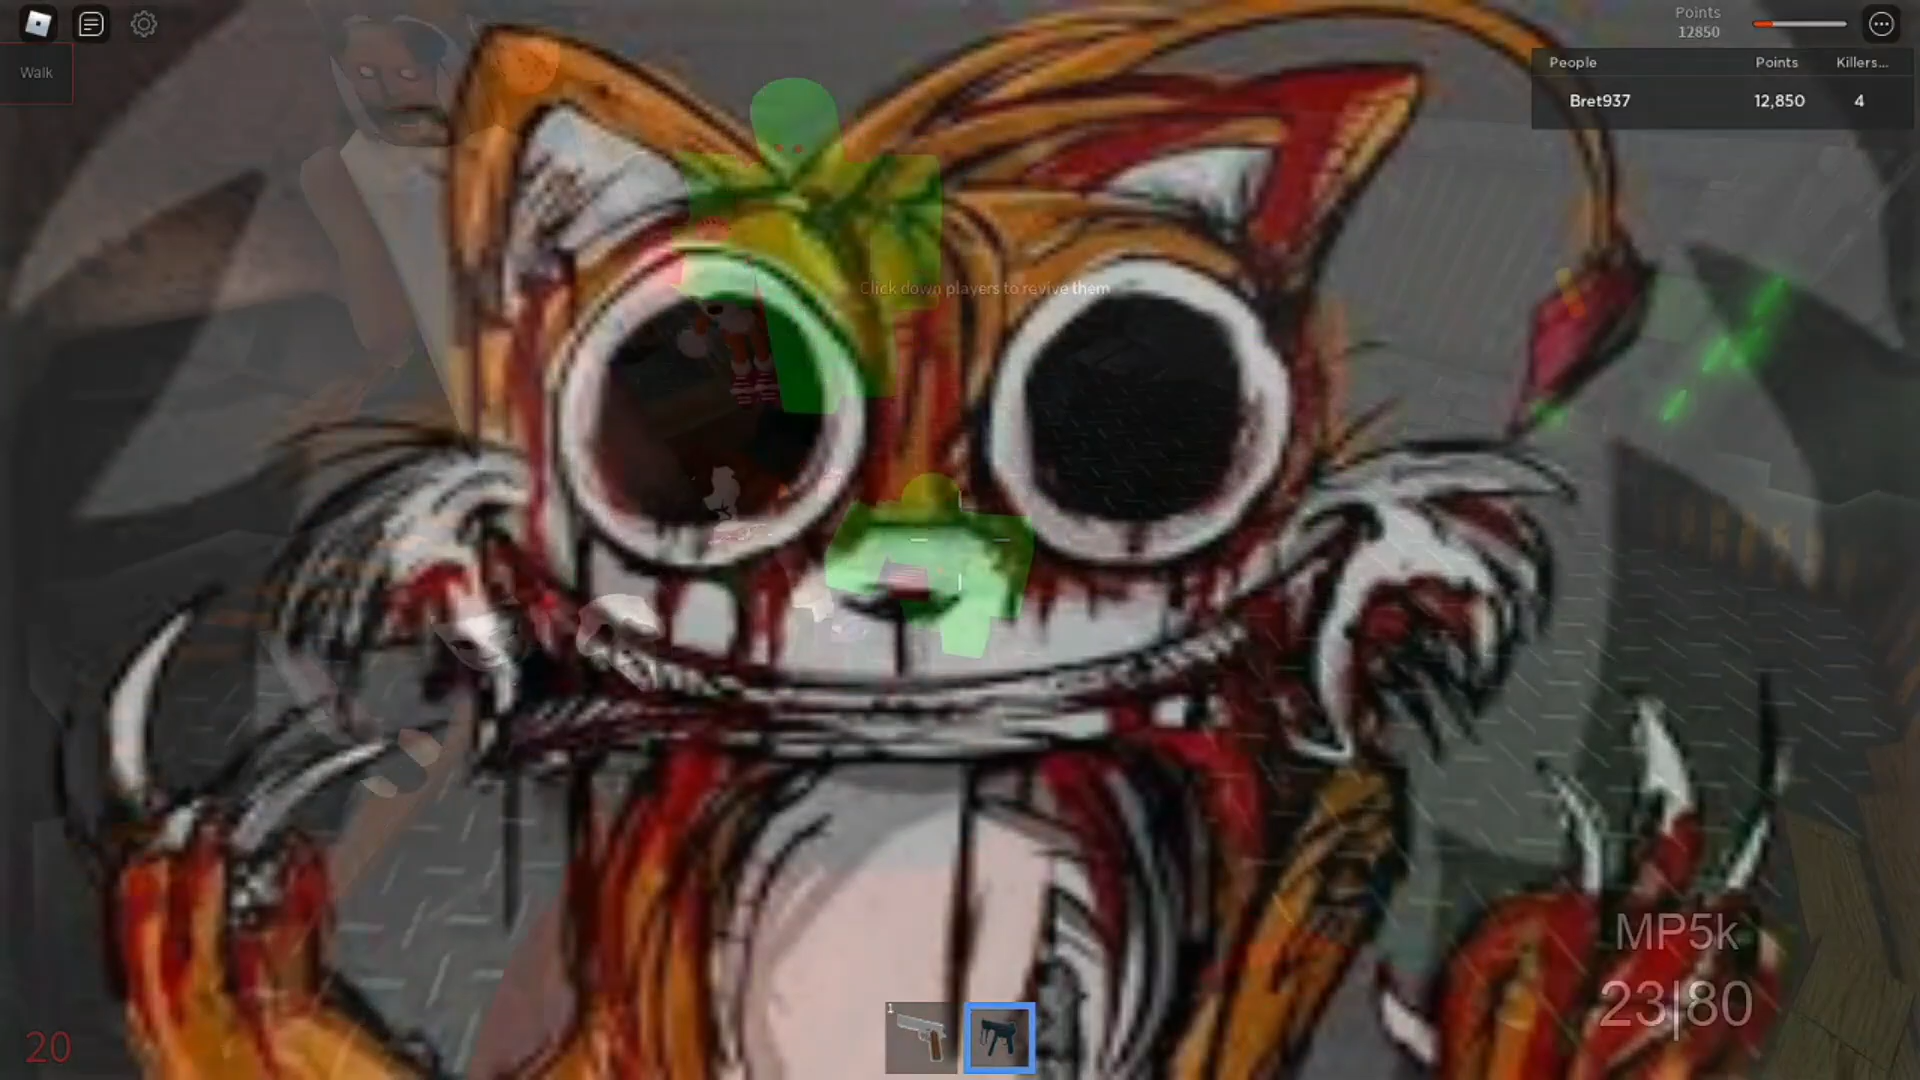 Points
12850
Walk
People Points Killers...
Bret937 12,850 4
Click down players to revive them
MP5k
23|80
1
20